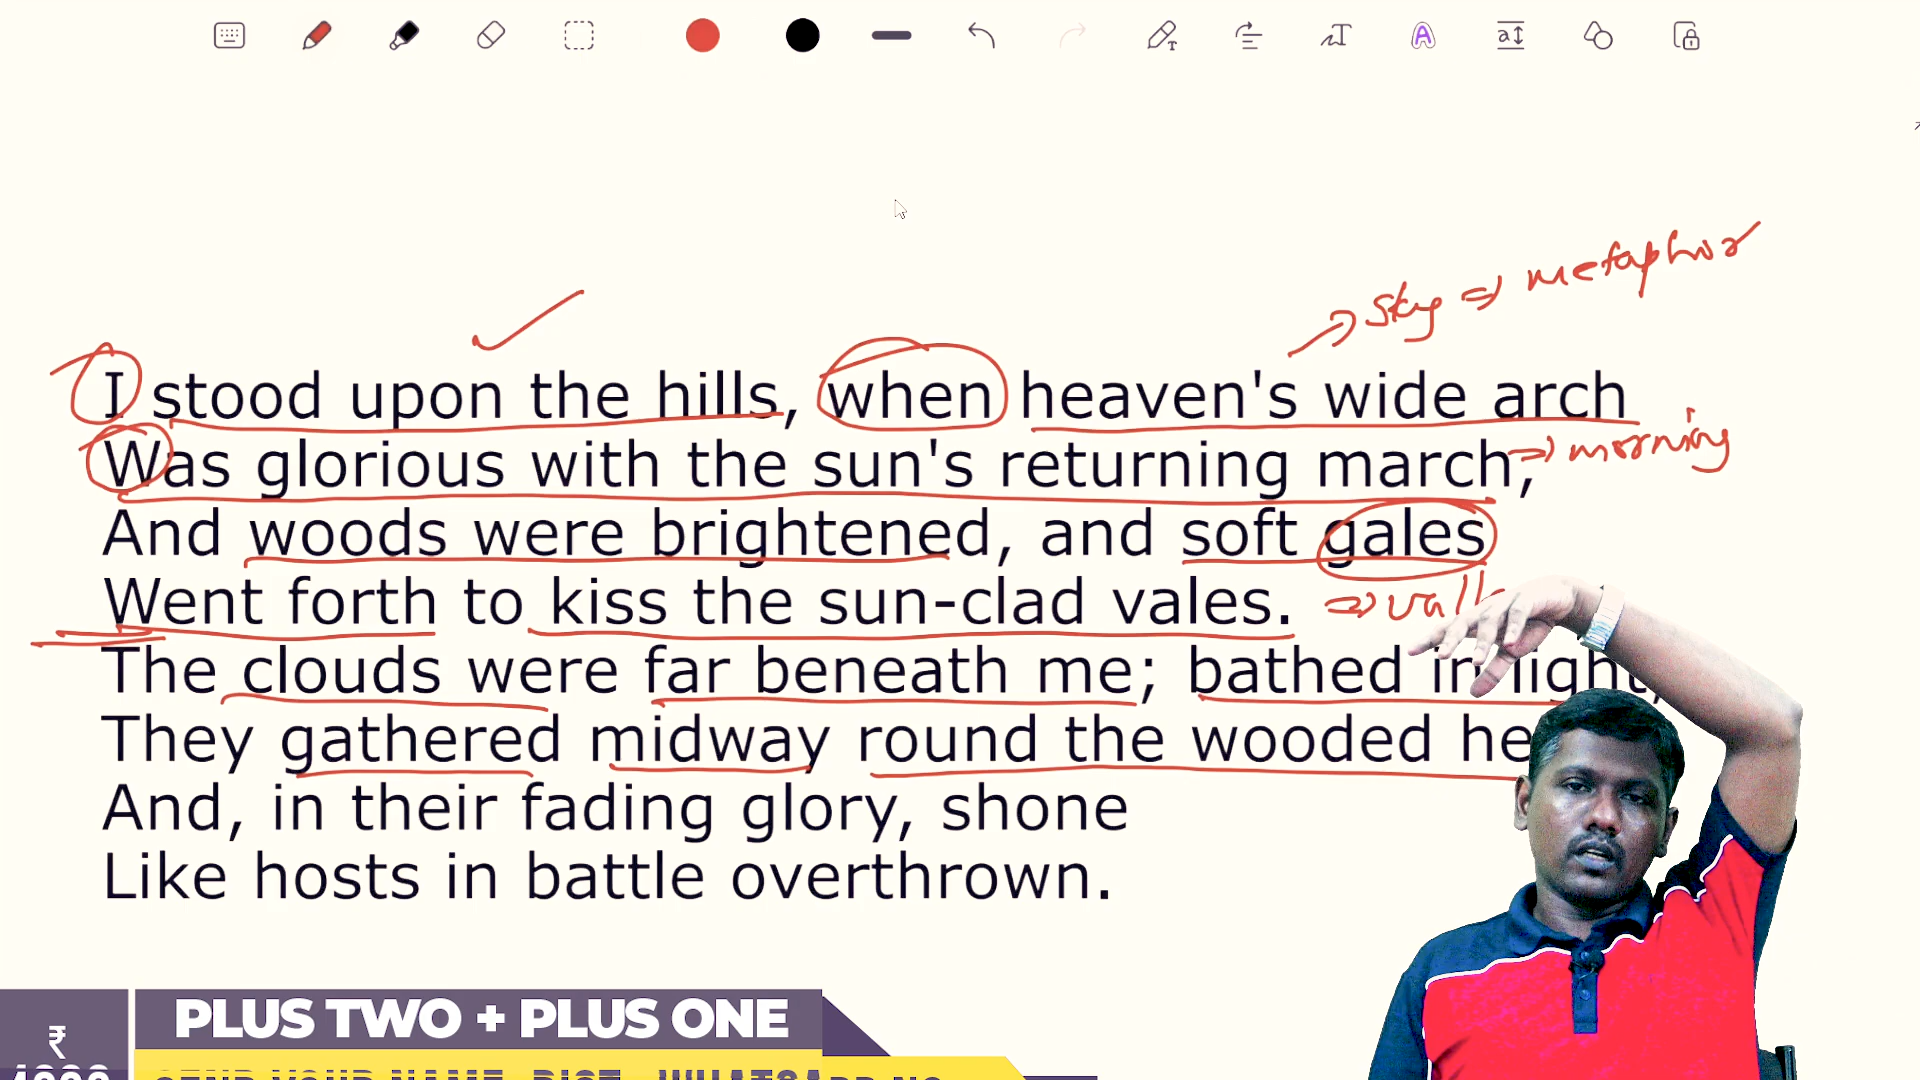 sky ⇒ metaphor
I stood upon the hills, when heaven's wide arch
Was glorious with the sun's returning march,
⇒ morning
And woods were brightened, and soft gales
Went forth to kiss the sun-clad vales.
The clouds were far beneath me; bathed in light,
They gathered midway round the wooded
And, in their fading glory, shone
Like hosts in battle overthrown.
PLUS TWO + PLUS ONE
₹